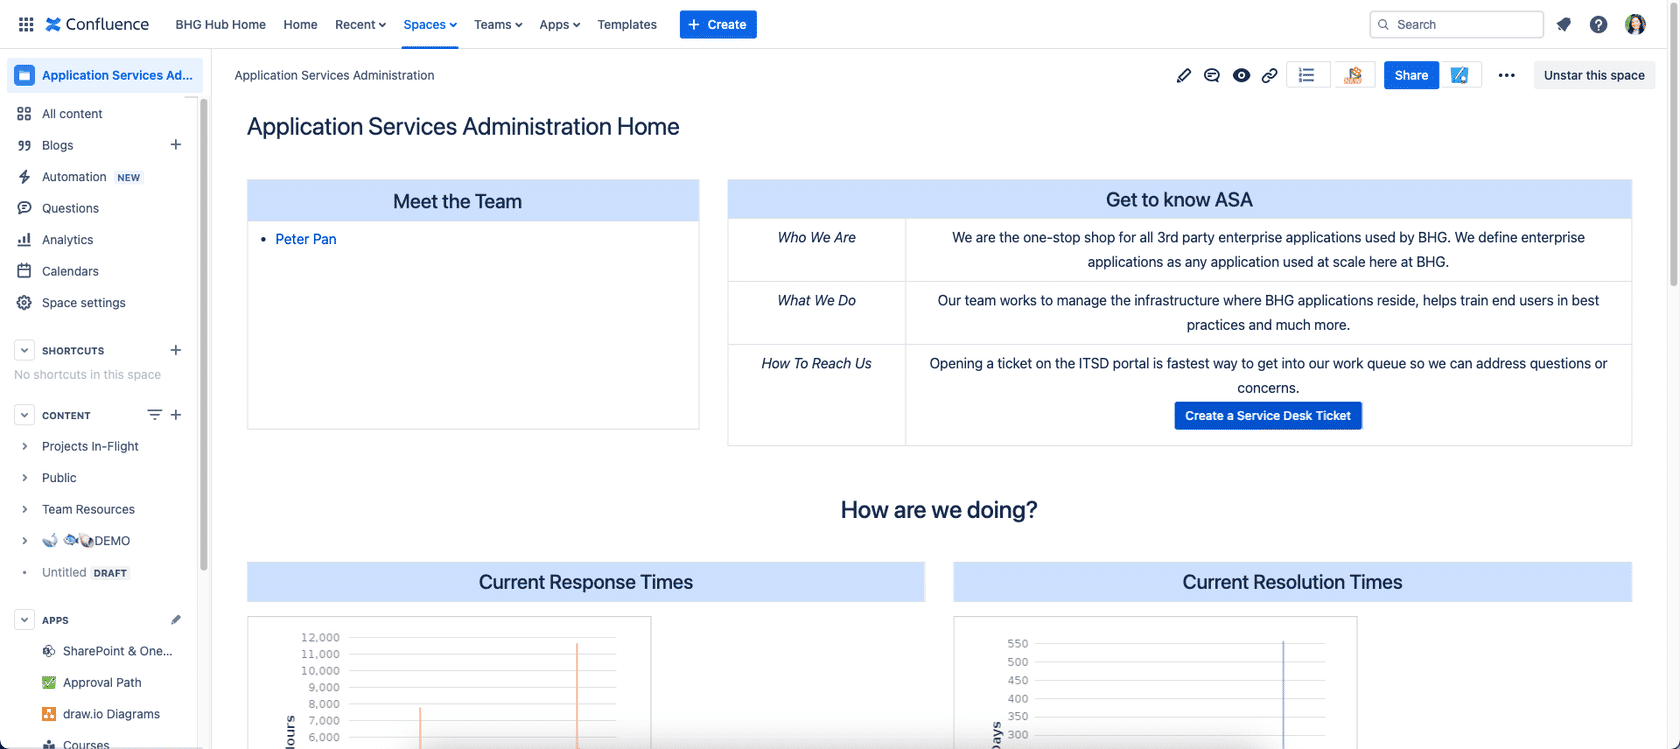 Confluence
BHG Hub Home
Home
Recent
Spaces
Teams
Apps
Templates
+ Create
Search
Application Services Ad...
All content
Blogs
Automation NEW
Questions
Analytics
Calendars
Space settings
SHORTCUTS
No shortcuts in this space
CONTENT
Projects In-Flight
Public
Team Resources
DEMO
Untitled DRAFT
APPS
SharePoint & One...
Approval Path
draw.io Diagrams
Courses
Application Services Administration
Share
Unstar this space
Application Services Administration Home
Meet the Team
• Peter Pan
Get to know ASA
Who We Are
We are the one-stop shop for all 3rd party enterprise applications used by BHG. We define enterprise
applications as any application used at scale here at BHG.
What We Do
Our team works to manage the infrastructure where BHG applications reside, helps train end users in best
practices and much more.
How To Reach Us
Opening a ticket on the ITSD portal is fastest way to get into our work queue so we can address questions or
concerns.
Create a Service Desk Ticket
How are we doing?
Current Response Times
12,000
11,000
10,000
9,000
8,000
7,000
6,000
Current Resolution Times
550
500
450
400
350
300